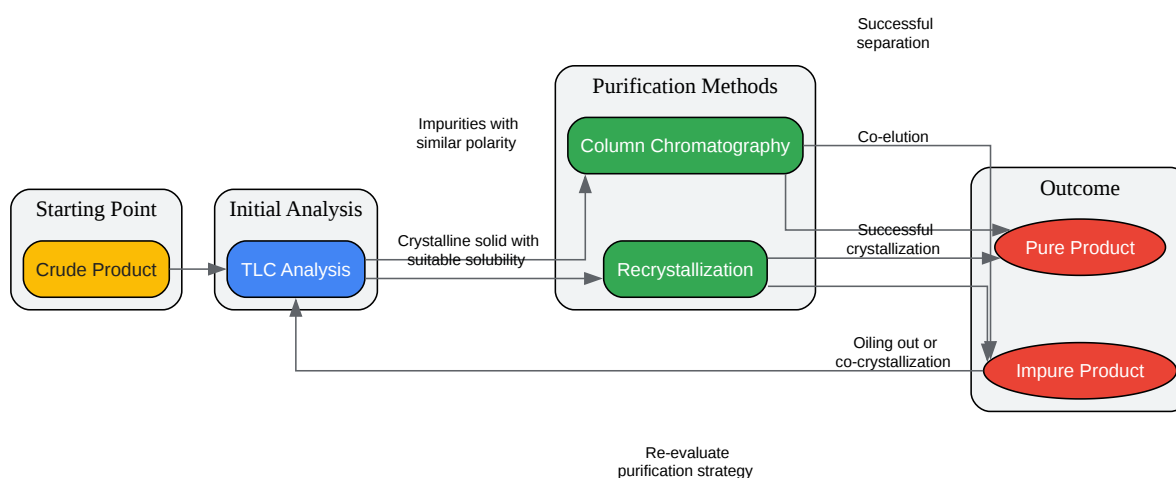 Successful
separation
Purification Methods
Impurities with
similar polarity
Column Chromatography
Co-elution
Starting Point
Initial Analysis
Outcome
Crude Product
TLC Analysis
Crystalline solid with
suitable solubility
Recrystallization
Successful
crystallization
Pure Product
Oiling out or
co-crystallization
Impure Product
Re-evaluate
purification strategy